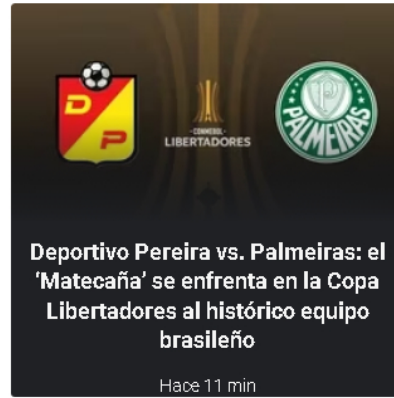 D
P
CONMEBOL
LIBERTADORES
P
PALMEIRAS
Deportivo Pereira vs. Palmeiras: el
‘Matecaña’ se enfrenta en la Copa
Libertadores al histórico equipo
brasileño
Hace 11 min